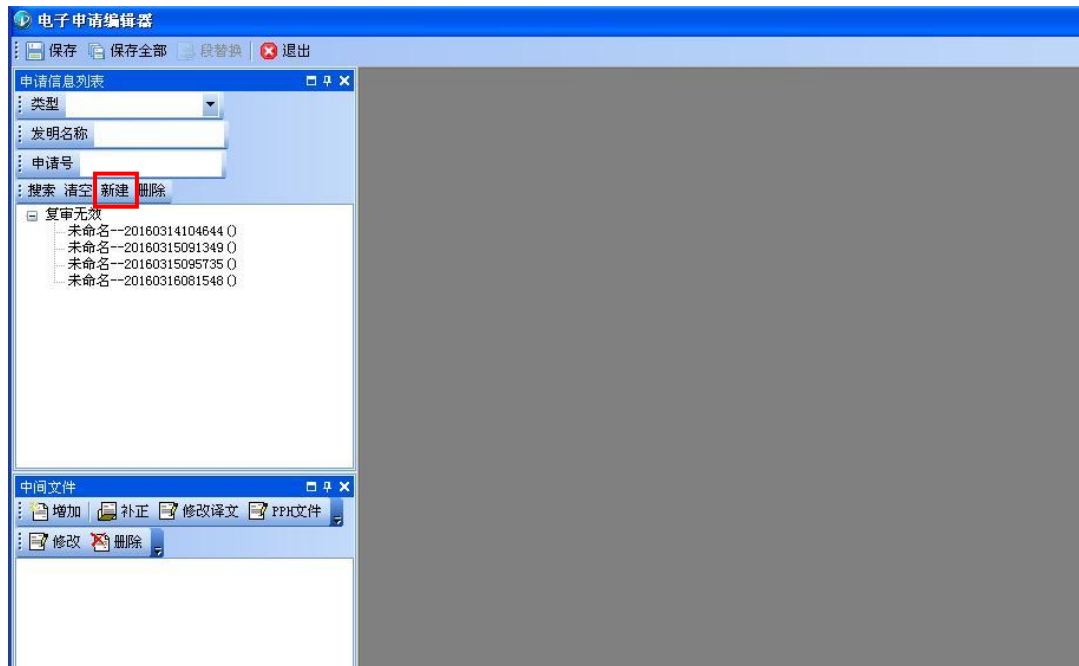 电子申请编辑器
保存 保存全部 段替换 退出
申请信息列表
类型
发明名称
申请号
搜索 清空 新建 删除
复审无效
未命名--20160314104644 ()
未命名--20160315091349 ()
未命名--20160315095735 ()
未命名--20160316081548 ()
中间文件
增加 补正 修改译文 PPH文件
修改 删除